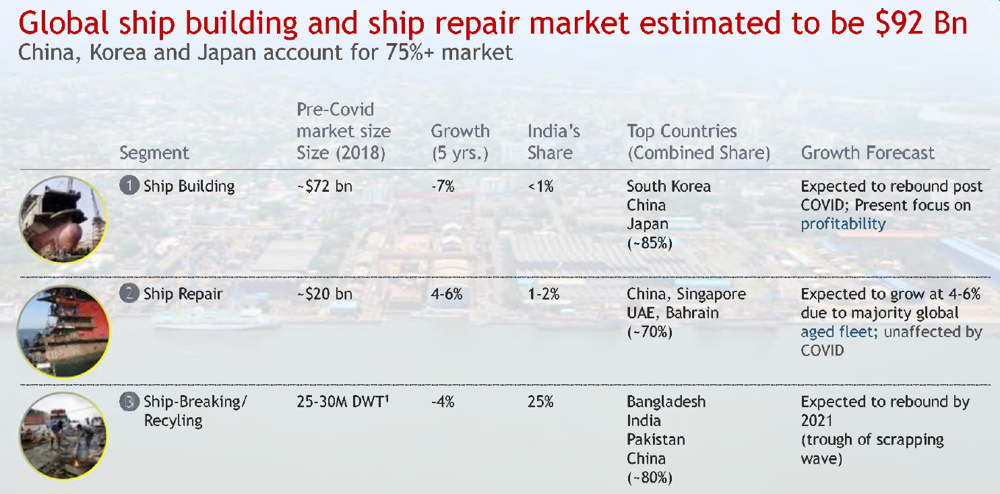 Global ship building and ship repair market estimated to be $92 Bn
China, Korea and Japan account for 75%+ market
Segment
Pre-Covid
market size
Size (2018)
Growth
(5 yrs.)
India's
Share
Top Countries
(Combined Share)
Growth Forecast
1 Ship Building
~$72 bn
-7%
<1%
South Korea
China
Japan
(~85%)
Expected to rebound post
COVID; Present focus on
profitability
2 Ship Repair
~$20 bn
4-6%
1-2%
China, Singapore
UAE, Bahrain
(~70%)
Expected to grow at 4-6%
due to majority global
aged fleet; unaffected by
COVID
3 Ship-Breaking/
Recyling
25-30M DWT¹
-4%
25%
Bangladesh
India
Pakistan
China
(~80%)
Expected to rebound by
2021
(trough of scrapping
wave)